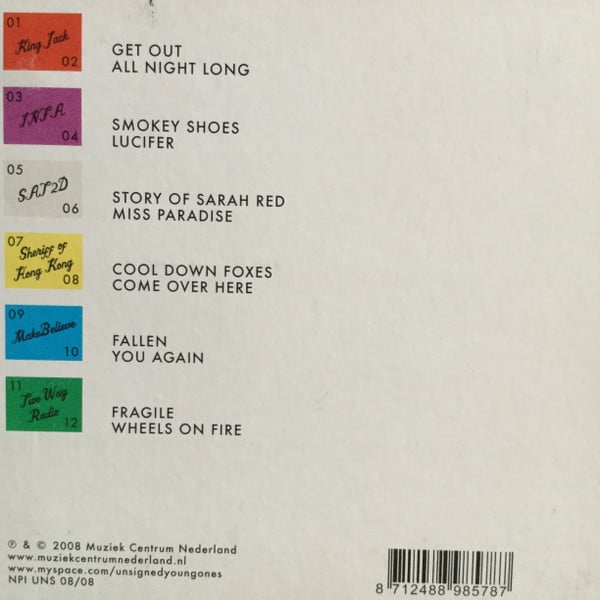 01
King Jack
02
GET OUT
ALL NIGHT LONG
03
INFA
04
SMOKEY SHOES
LUCIFER
05
SAT2D
06
STORY OF SARAH RED
MISS PARADISE
07
Sheriff of
Hong Kong
08
COOL DOWN FOXES
COME OVER HERE
09
MakeBelieve
10
FALLEN
YOU AGAIN
11
Two Way
Radio
12
FRAGILE
WHEELS ON FIRE
℗ & © 2008 Muziek Centrum Nederland
www.muziekcentrumnederland.nl
www.myspace.com/unsignedyoungones
NPI UNS 08/08
8 712488 985787